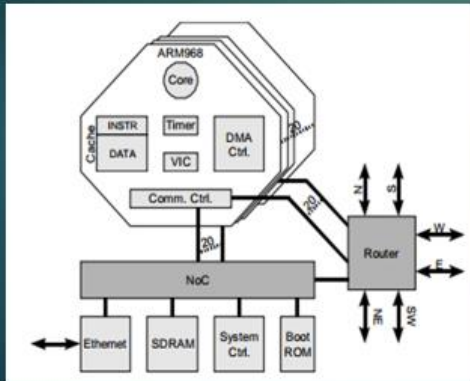 ARM968
Core
Cache
INSTR
DATA
Timer
VIC
DMA
Ctrl.
20
Comm. Ctrl.
20
20
N
S
W
E
Router
NE
SW
NoC
Ethernet
SDRAM
System
Ctrl.
Boot
ROM